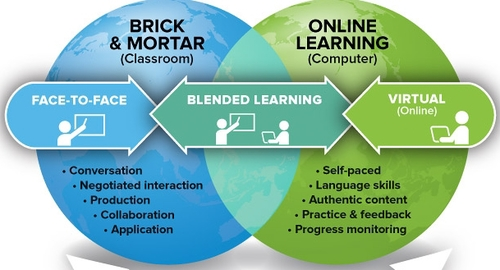 BRICK
& MORTAR
(Classroom)
ONLINE
LEARNING
(Computer)
FACE-TO-FACE
BLENDED LEARNING
VIRTUAL
(Online)
• Conversation
• Negotiated interaction
• Production
• Collaboration
• Application
• Self-paced
• Language skills
• Authentic content
• Practice & feedback
• Progress monitoring